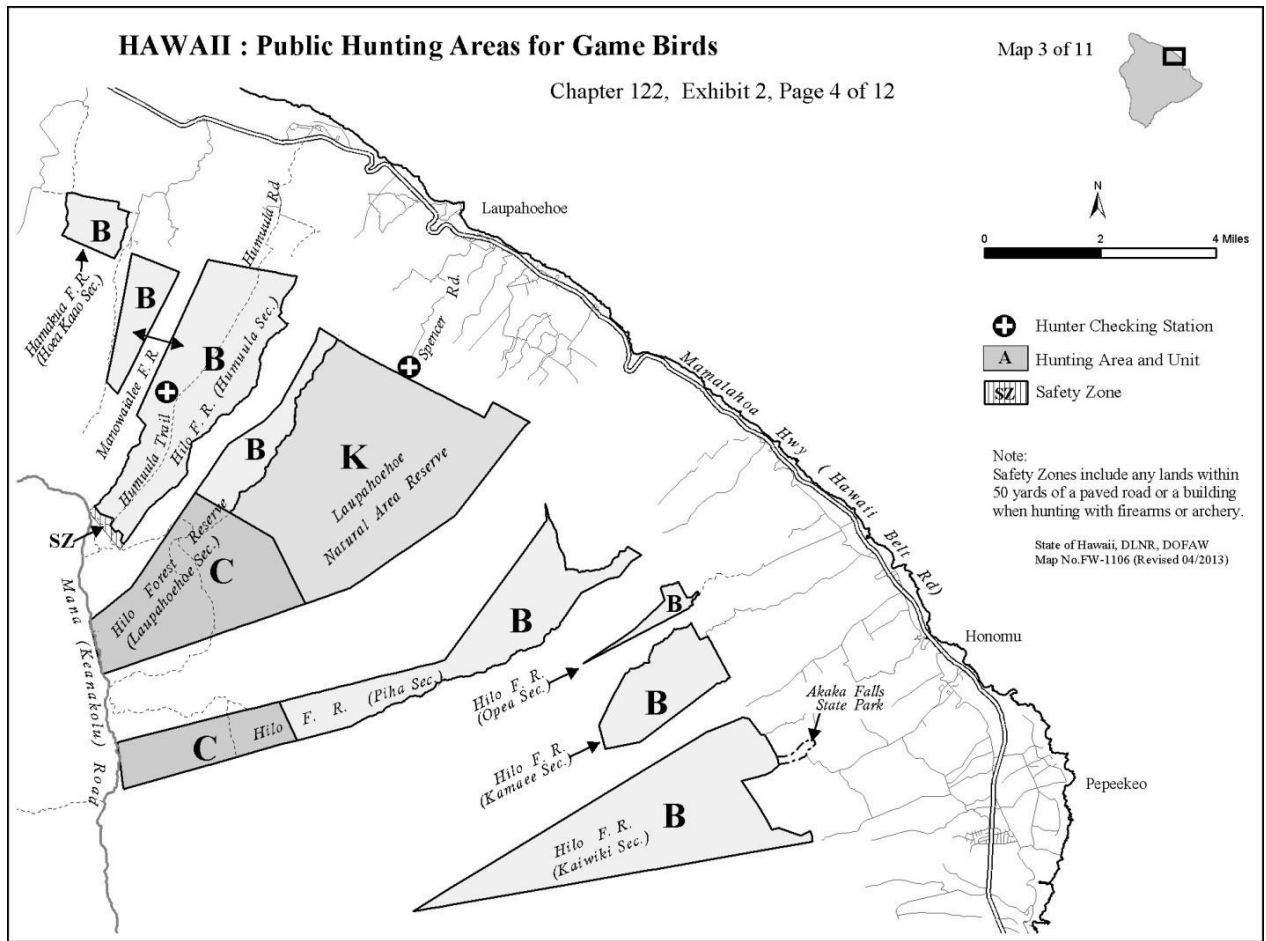 HAWAII : Public Hunting Areas for Game Birds
Map 3 of 11
Chapter 122, Exhibit 2, Page 4 of 12
N
0 2 4 Miles
Hunter Checking Station
A Hunting Area and Unit
SZ Safety Zone
Note:
Safety Zones include any lands within
50 yards of a paved road or a building
when hunting with firearms or archery.
State of Hawaii, DLNR, DOFAW
Map No.FW-1106 (Revised 04/2013)
Laupahoehoe
Humuula Rd
Spencer Rd.
Mamalahoa Hwy (Hawaii Belt Rd)
B
Hamakua F. R.
(Hoea Kaao Sec.)
B
Manowaialee F. R.
B
Humuula Trail
Hilo F. R. (Humuula Sec.)
SZ
B
K
Laupahoehoe
Natural Area Reserve
C
Hilo Forest Reserve
(Laupahoehoe Sec.)
Mana (Keanakolu) Road
C
Hilo F. R. (Piha Sec.)
B
B
Hilo F. R.
(Opea Sec.)
B
Hilo F. R.
(Kamaee Sec.)
Akaka Falls
State Park
B
Hilo F. R.
(Kaiwiki Sec.)
Honomu
Pepeekeo